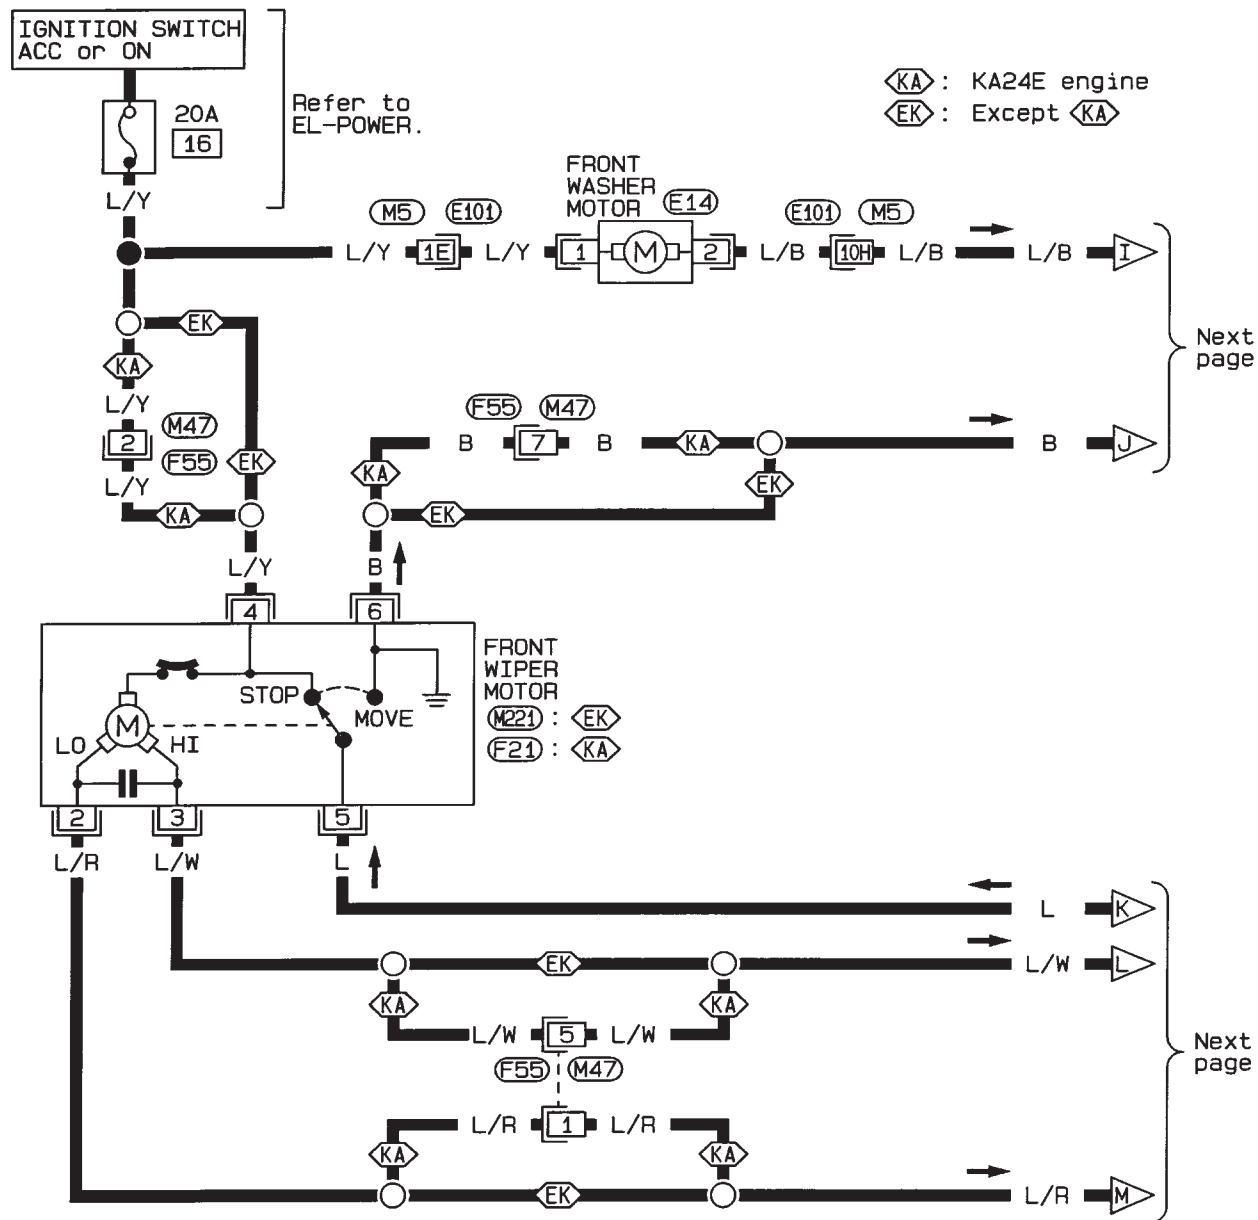 IGNITION SWITCH
ACC or ON
20A
16
Refer to
EL-POWER.
KA : KA24E engine
EK : Except KA
L/Y
FRONT
WASHER
MOTOR E14
M5 E101
E101 M5
L/Y 1E L/Y 1 M 2 L/B 10H L/B L/B I
EK
KA
L/Y
2 M47
F55 EK
L/Y
KA
Next
page
F55 M47
B 7 B KA B J
KA
EK
EK
L/Y
B
4
6
FRONT
WIPER
MOTOR
M221 : EK
F21 : KA
STOP
MOVE
M
LO HI
2 3 5
L/R L/W L
L K
EK L/W L
KA KA
L/W 5 L/W
F55 M47
L/R 1 L/R
KA KA
EK L/R M
Next
page